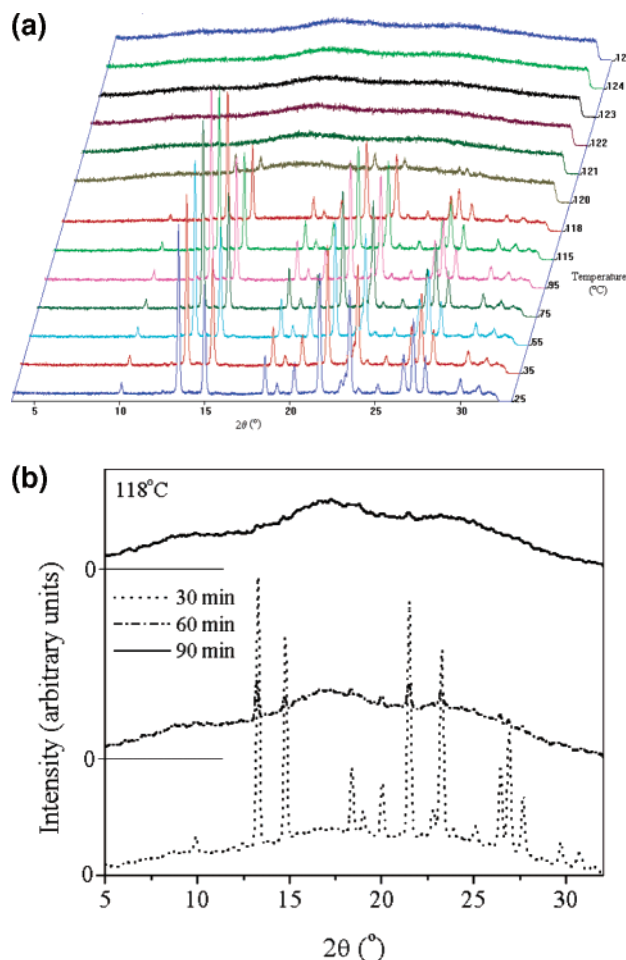 (a)
12
124
123
122
121
120
118
115
95
Temperature
(°C)
75
55
35
25
5 10 15 20 25 30
2θ (°)
(b)
118°C
0
30 min
60 min
90 min
0
0
5 10 15 20 25 30
Intensity (arbitrary units)
2θ (°)